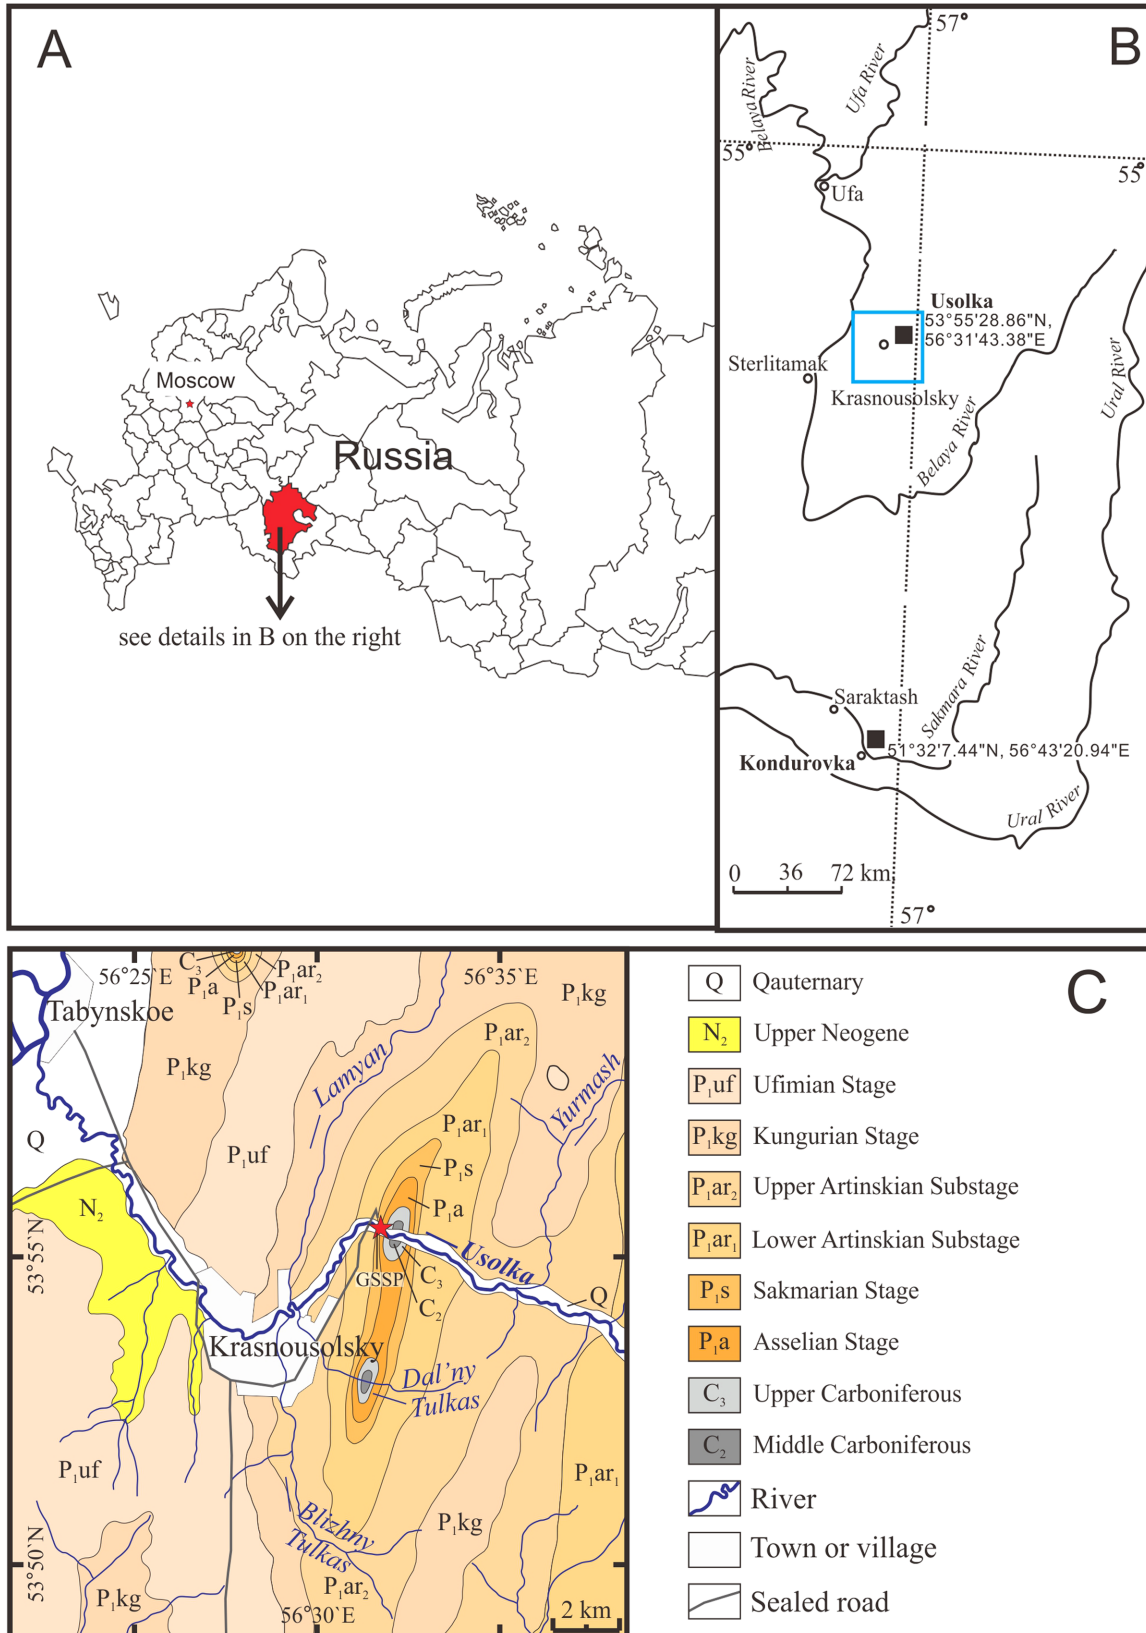 A
Moscow
Russia
see details in B on the right
B
57°
Belaya River
Ufa River
55°
55°
Ufa
Usolka
53°55'28.86"N,
56°31'43.38"E
Sterlitamak
Krasnousolsky
Belaya River
Ural River
Sakmara River
Saraktash
51°32'7.44"N, 56°43'20.94"E
Kondurovka
Ural River
0 36 72 km
57°
C
56°25`E
56°35`E
C₃
P₁a
P₁s
P₁ar₁
P₁ar₂
Tabynskoe
P₁kg
P₁kg
P₁ar₂
Lamyan
Yurmash
P₁ar₁
Q
P₁uf
P₁s
N₂
P₁a
53°55`N
GSSP
Usolka
C₃
C₂
Q
Krasnousolsky
Dal'ny
Tulkas
P₁uf
P₁ar₁
Blizhny
Tulkas
P₁kg
53°50`N
P₁kg
P₁ar₂
56°30`E
2 km
Q Qauternary
N₂ Upper Neogene
P₁uf Ufimian Stage
P₁kg Kungurian Stage
P₁ar₂ Upper Artinskian Substage
P₁ar₁ Lower Artinskian Substage
P₁s Sakmarian Stage
P₁a Asselian Stage
C₃ Upper Carboniferous
C₂ Middle Carboniferous
River
Town or village
Sealed road